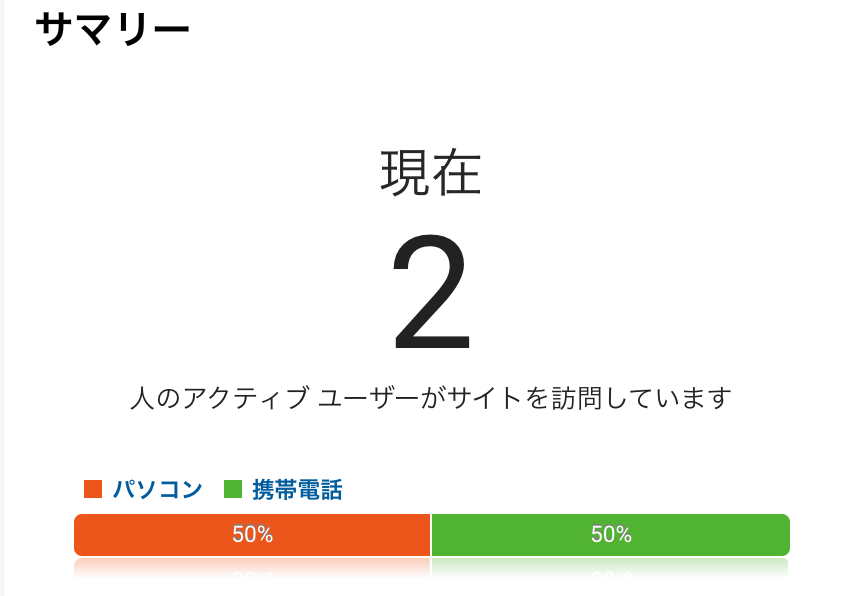 サマリー
現在
2
人のアクティブ ユーザーがサイトを訪問しています
パソコン 携帯電話
50% 50%